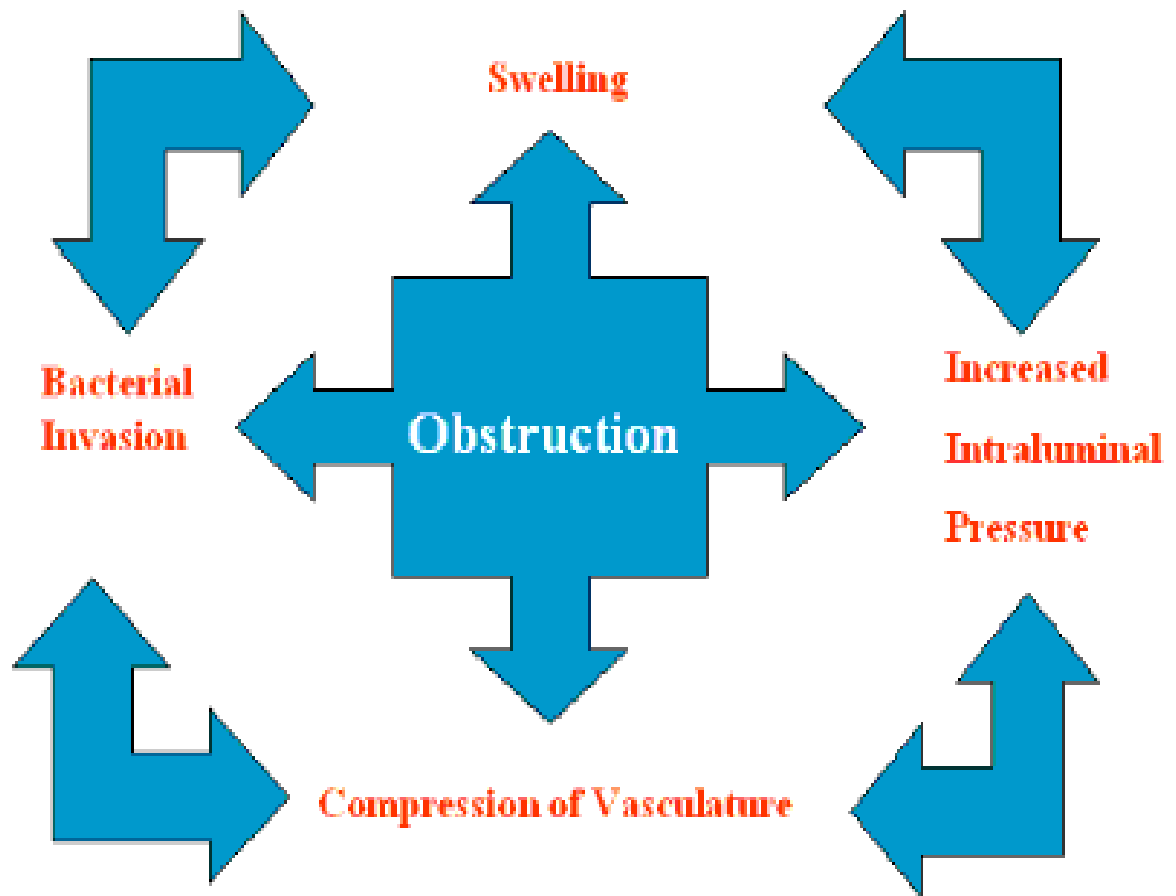 Swelling
Bacterial
Invasion
Obstruction
Increased
Intraluminal
Pressure
Compression of Vasculature